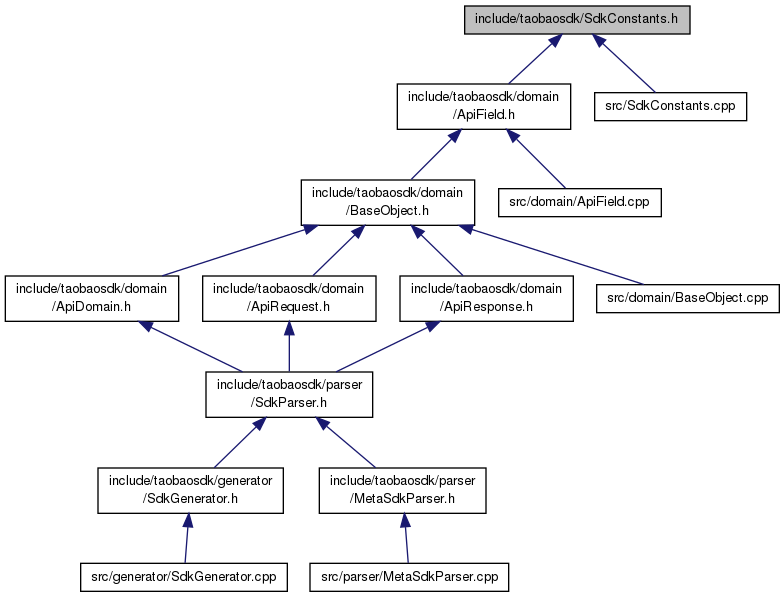 include/taobaosdk/SdkConstants.h
include/taobaosdk/domain
/ApiField.h
src/SdkConstants.cpp
include/taobaosdk/domain
/BaseObject.h
src/domain/ApiField.cpp
include/taobaosdk/domain
/ApiDomain.h
include/taobaosdk/domain
/ApiRequest.h
include/taobaosdk/domain
/ApiResponse.h
src/domain/BaseObject.cpp
include/taobaosdk/parser
/SdkParser.h
include/taobaosdk/generator
/SdkGenerator.h
include/taobaosdk/parser
/MetaSdkParser.h
src/generator/SdkGenerator.cpp
src/parser/MetaSdkParser.cpp